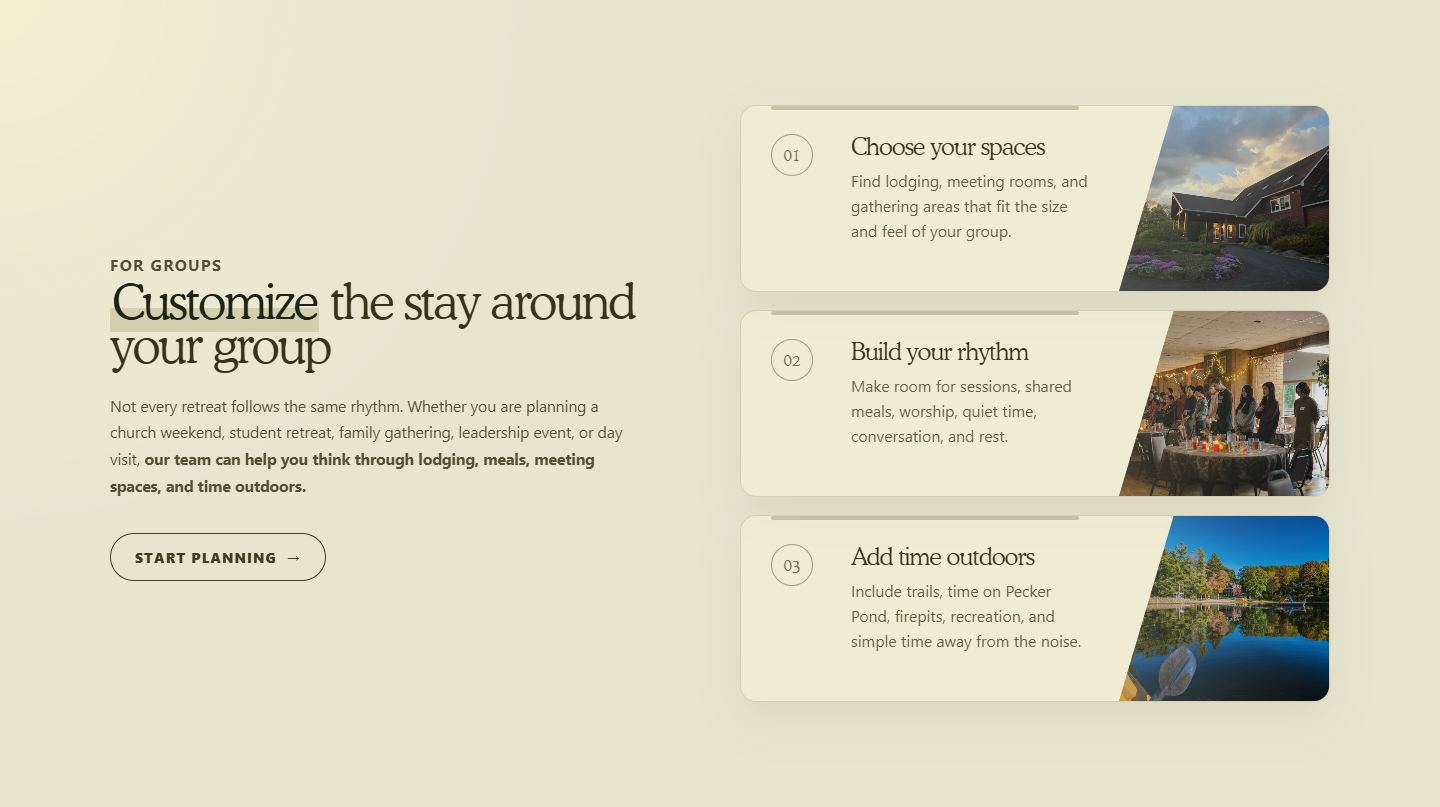 FOR GROUPS
Customize the stay around
your group
Not every retreat follows the same rhythm. Whether you are planning a
church weekend, student retreat, family gathering, leadership event, or day
visit, our team can help you think through lodging, meals, meeting
spaces, and time outdoors.
START PLANNING →
01
Choose your spaces
Find lodging, meeting rooms, and
gathering areas that fit the size
and feel of your group.
02
Build your rhythm
Make room for sessions, shared
meals, worship, quiet time,
conversation, and rest.
03
Add time outdoors
Include trails, time on Pecker
Pond, firepits, recreation, and
simple time away from the noise.